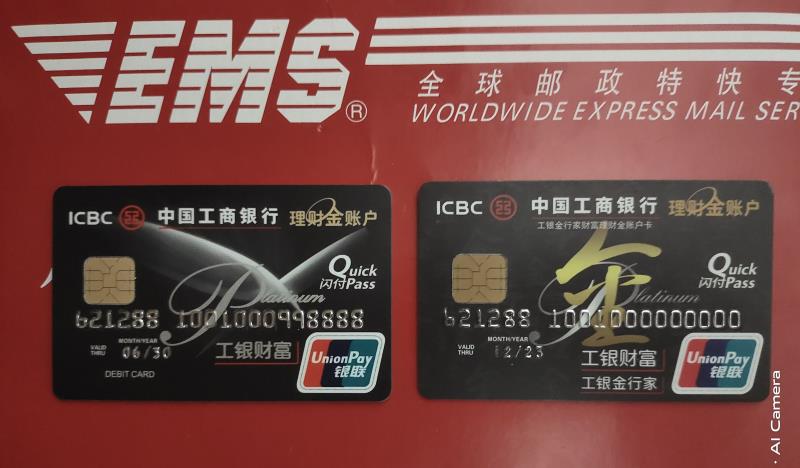 EMS®
全球邮政特快专
WORLDWIDE EXPRESS MAIL SER
ICBC 中国工商银行 理财金账户
Quick
闪付Pass
Platinum
621288 1001000998888
MONTH/YEAR
VALID THRU 06/30
DEBIT CARD
工银财富
UnionPay
银联
ICBC 中国工商银行 理财金账户
工银金行家财富理财金账户卡
金
Quick
闪付Pass
Platinum
621288 1001000000000
MONTH/YEAR
VALID THRU 12/23
工银财富
工银金行家
UnionPay
银联
· AI Camera